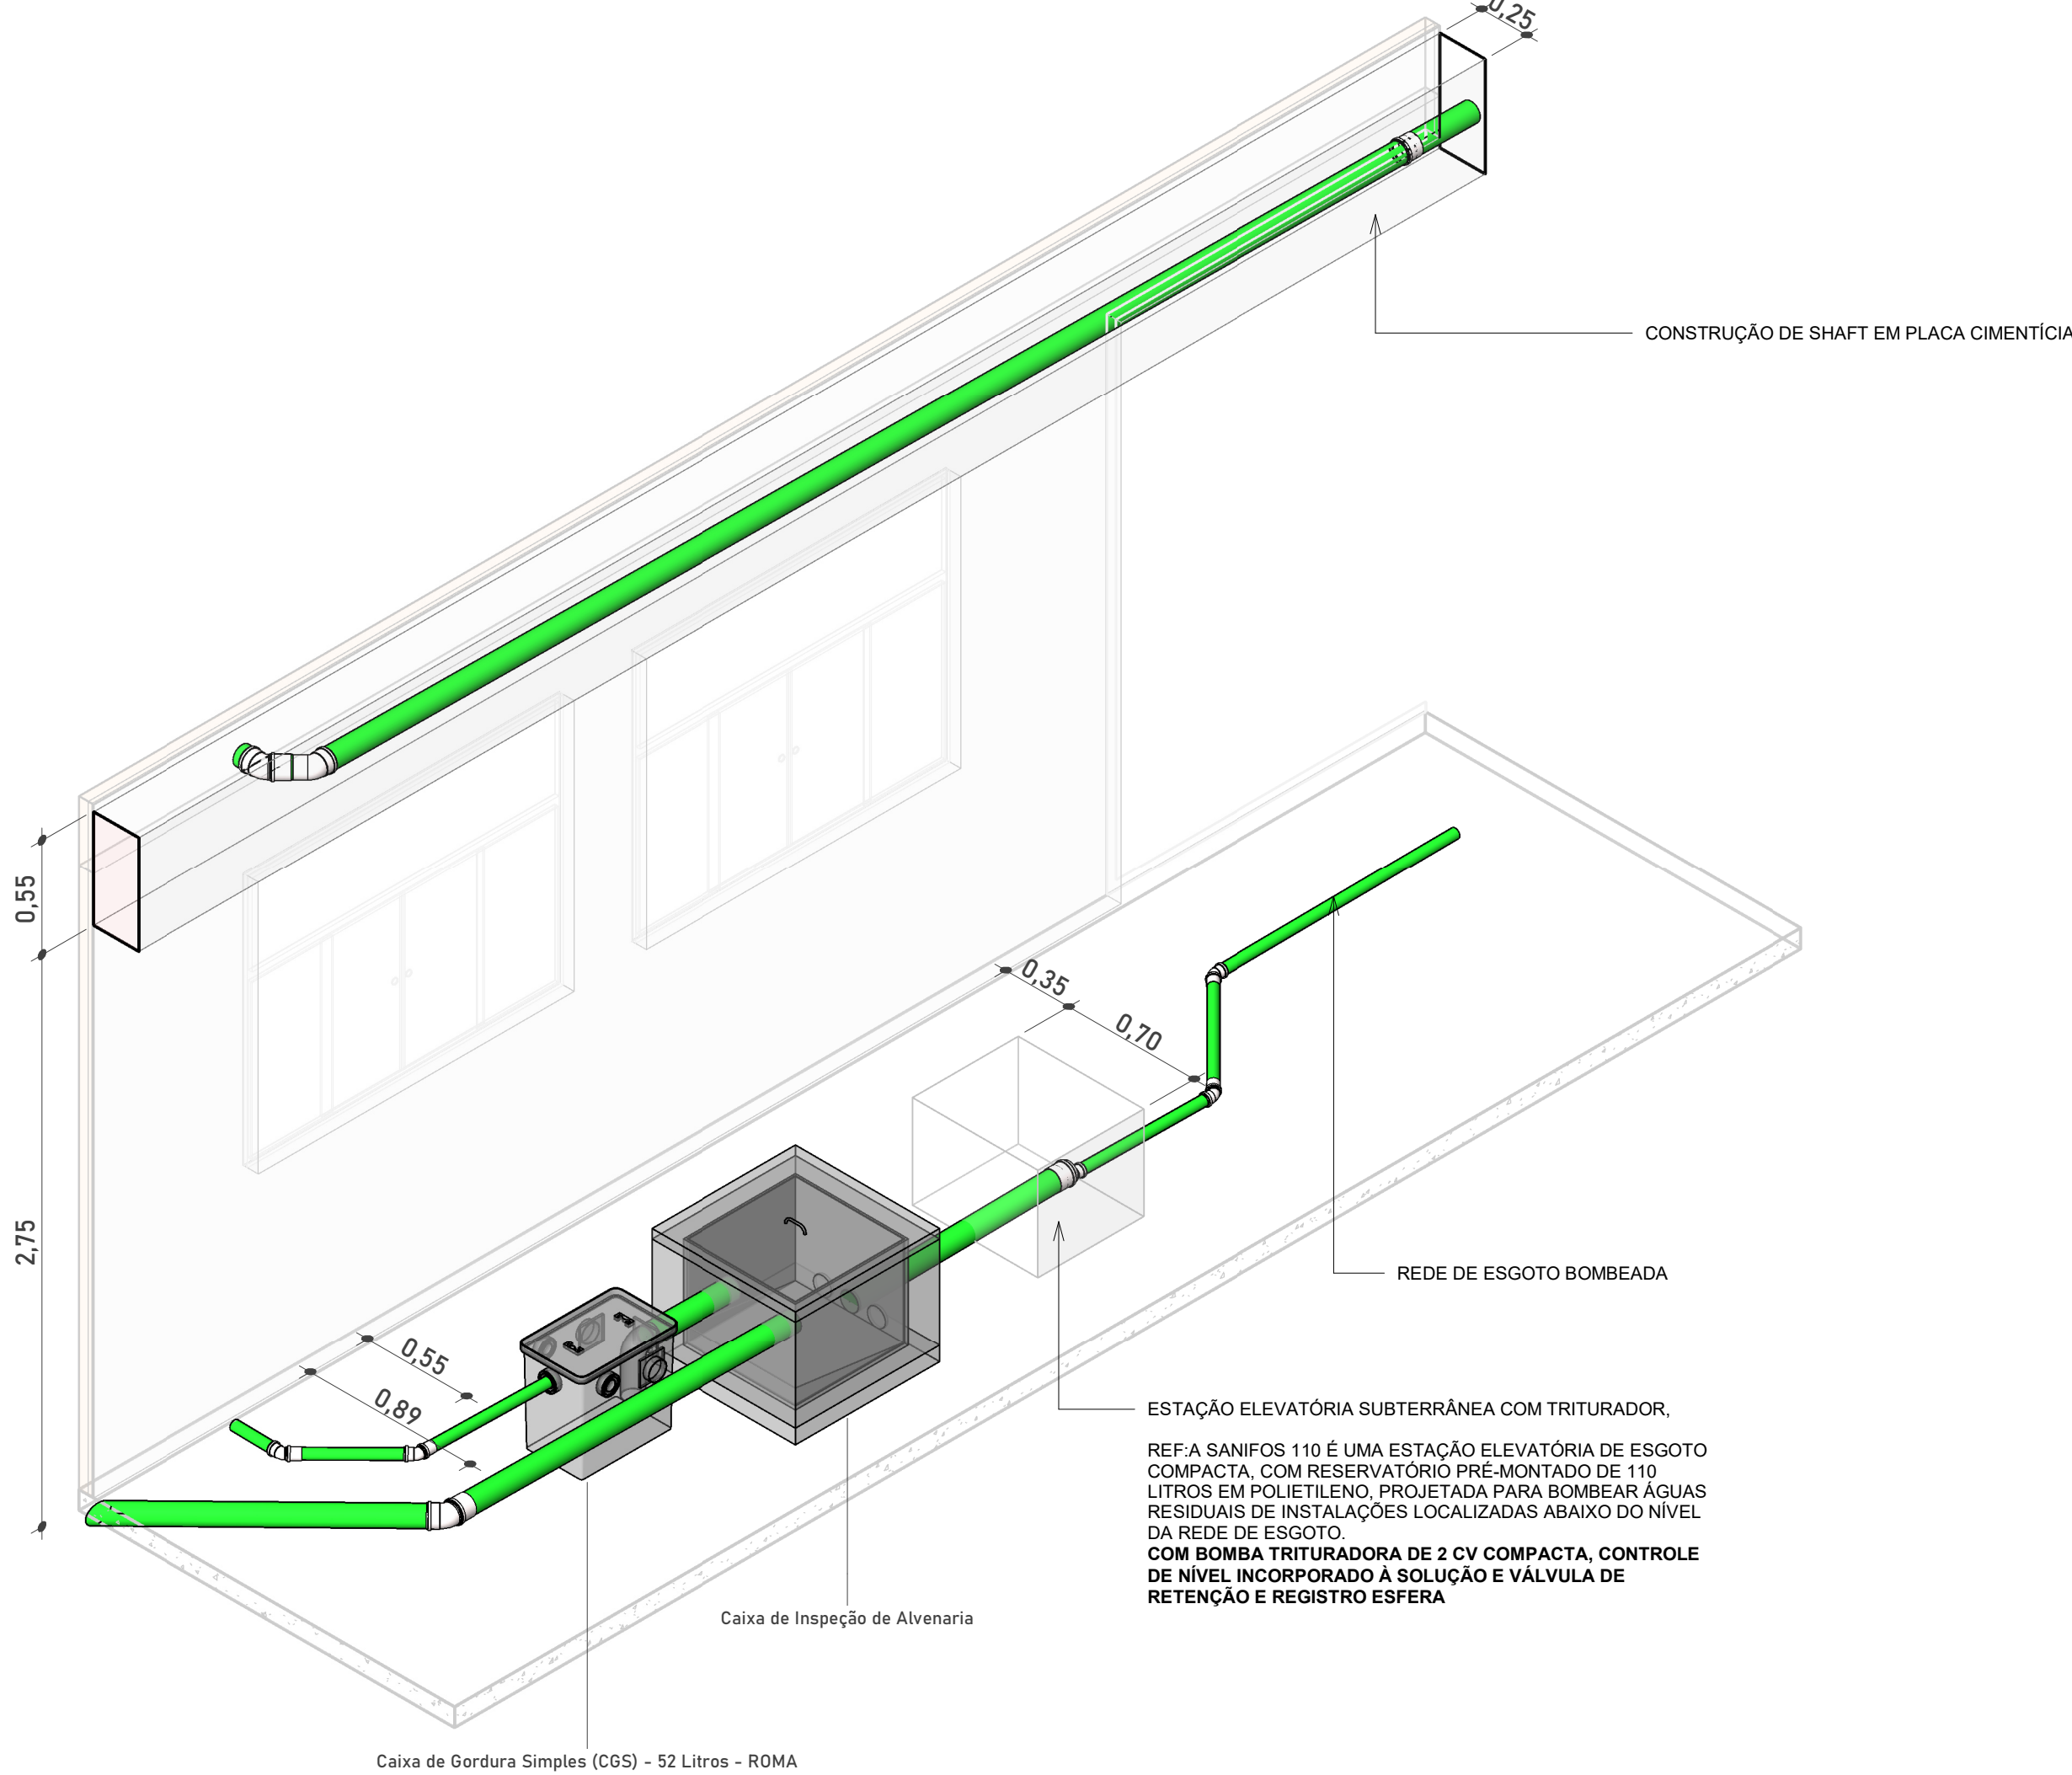 0,25
CONSTRUÇÃO DE SHAFT EM PLACA CIMENTÍCIA
0,55
2,75
0,35
0,70
REDE DE ESGOTO BOMBEADA
0,55
0,89
ESTAÇÃO ELEVATÓRIA SUBTERRÂNEA COM TRITURADOR,
REF:A SANIFOS 110 É UMA ESTAÇÃO ELEVATÓRIA DE ESGOTO
COMPACTA, COM RESERVATÓRIO PRÉ-MONTADO DE 110
LITROS EM POLIETILENO, PROJETADA PARA BOMBEAR ÁGUAS
RESIDUAIS DE INSTALAÇÕES LOCALIZADAS ABAIXO DO NÍVEL
DA REDE DE ESGOTO.
COM BOMBA TRITURADORA DE 2 CV COMPACTA, CONTROLE
DE NÍVEL INCORPORADO À SOLUÇÃO E VÁLVULA DE
RETENÇÃO E REGISTRO ESFERA
Caixa de Inspeção de Alvenaria
Caixa de Gordura Simples (CGS) - 52 Litros - ROMA